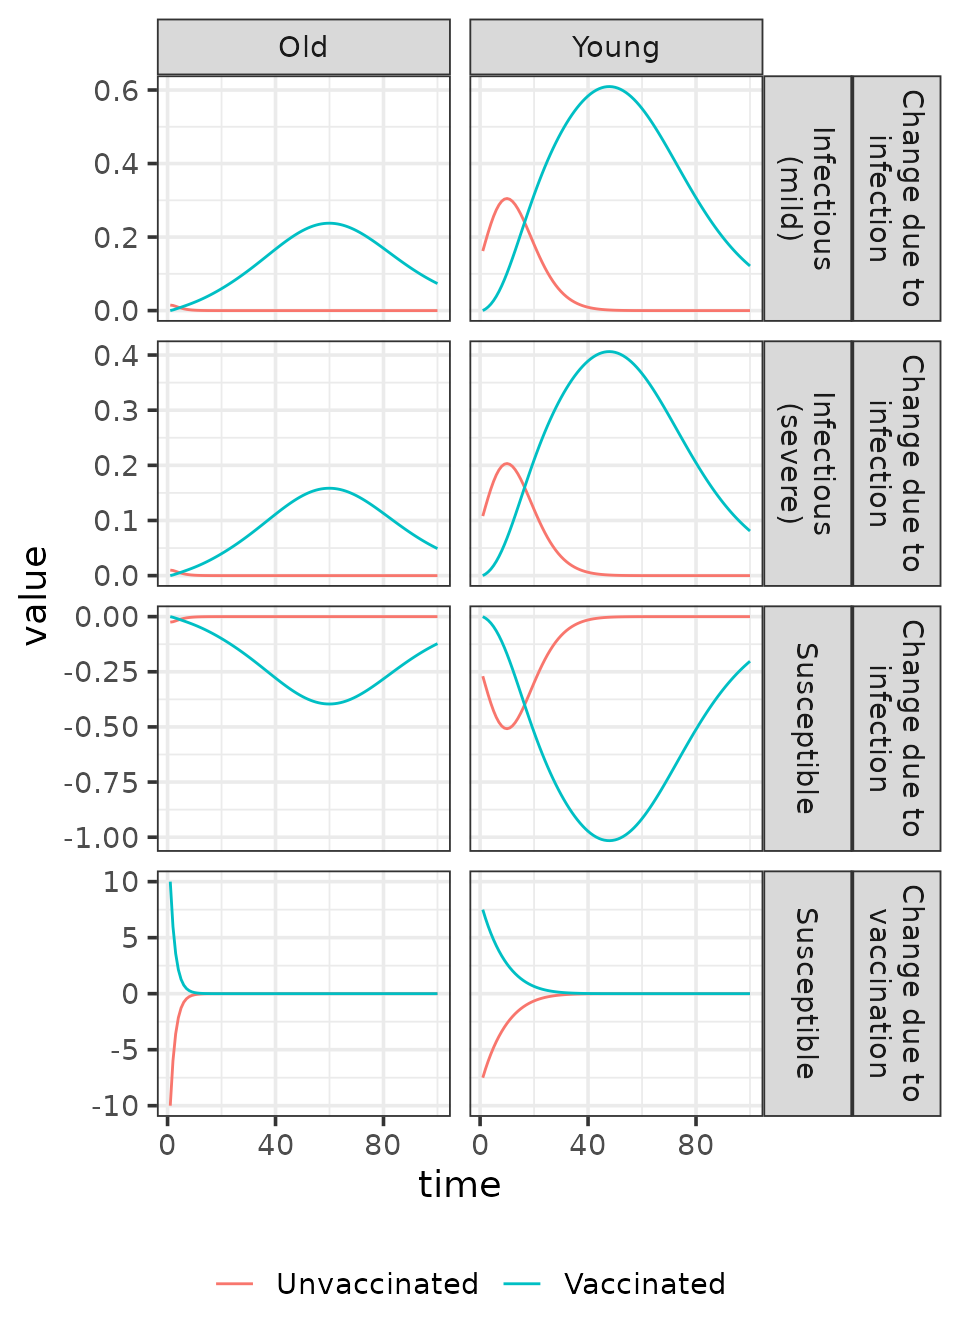 Old
Young
0.6
0.4
0.2
0.0
Infectious
(mild)
Change due to
infection
0.4
0.3
0.2
0.1
0.0
Infectious
(severe)
Change due to
infection
0.00
-0.25
-0.50
-0.75
-1.00
Susceptible
Change due to
infection
10
5
0
-5
-10
Susceptible
Change due to
vaccination
value
0 40 80
0 40 80
time
Unvaccinated
Vaccinated